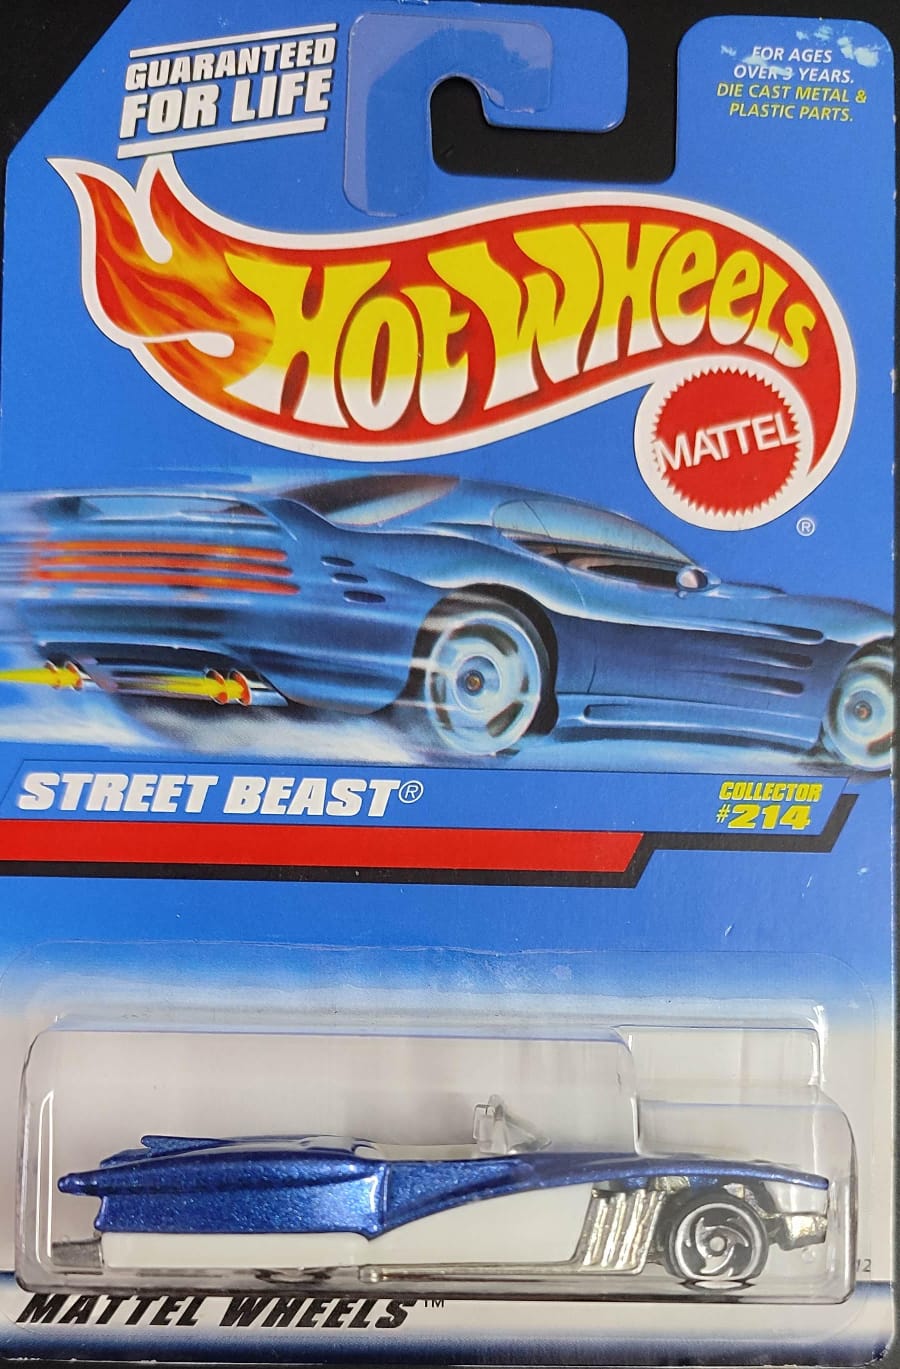 GUARANTEED
FOR LIFE
FOR AGES
OVER 3 YEARS.
DIE CAST METAL &
PLASTIC PARTS.
HOT WHEELS
MATTEL
®
STREET BEAST®
COLLECTOR
#214
12
MATTEL WHEELS™